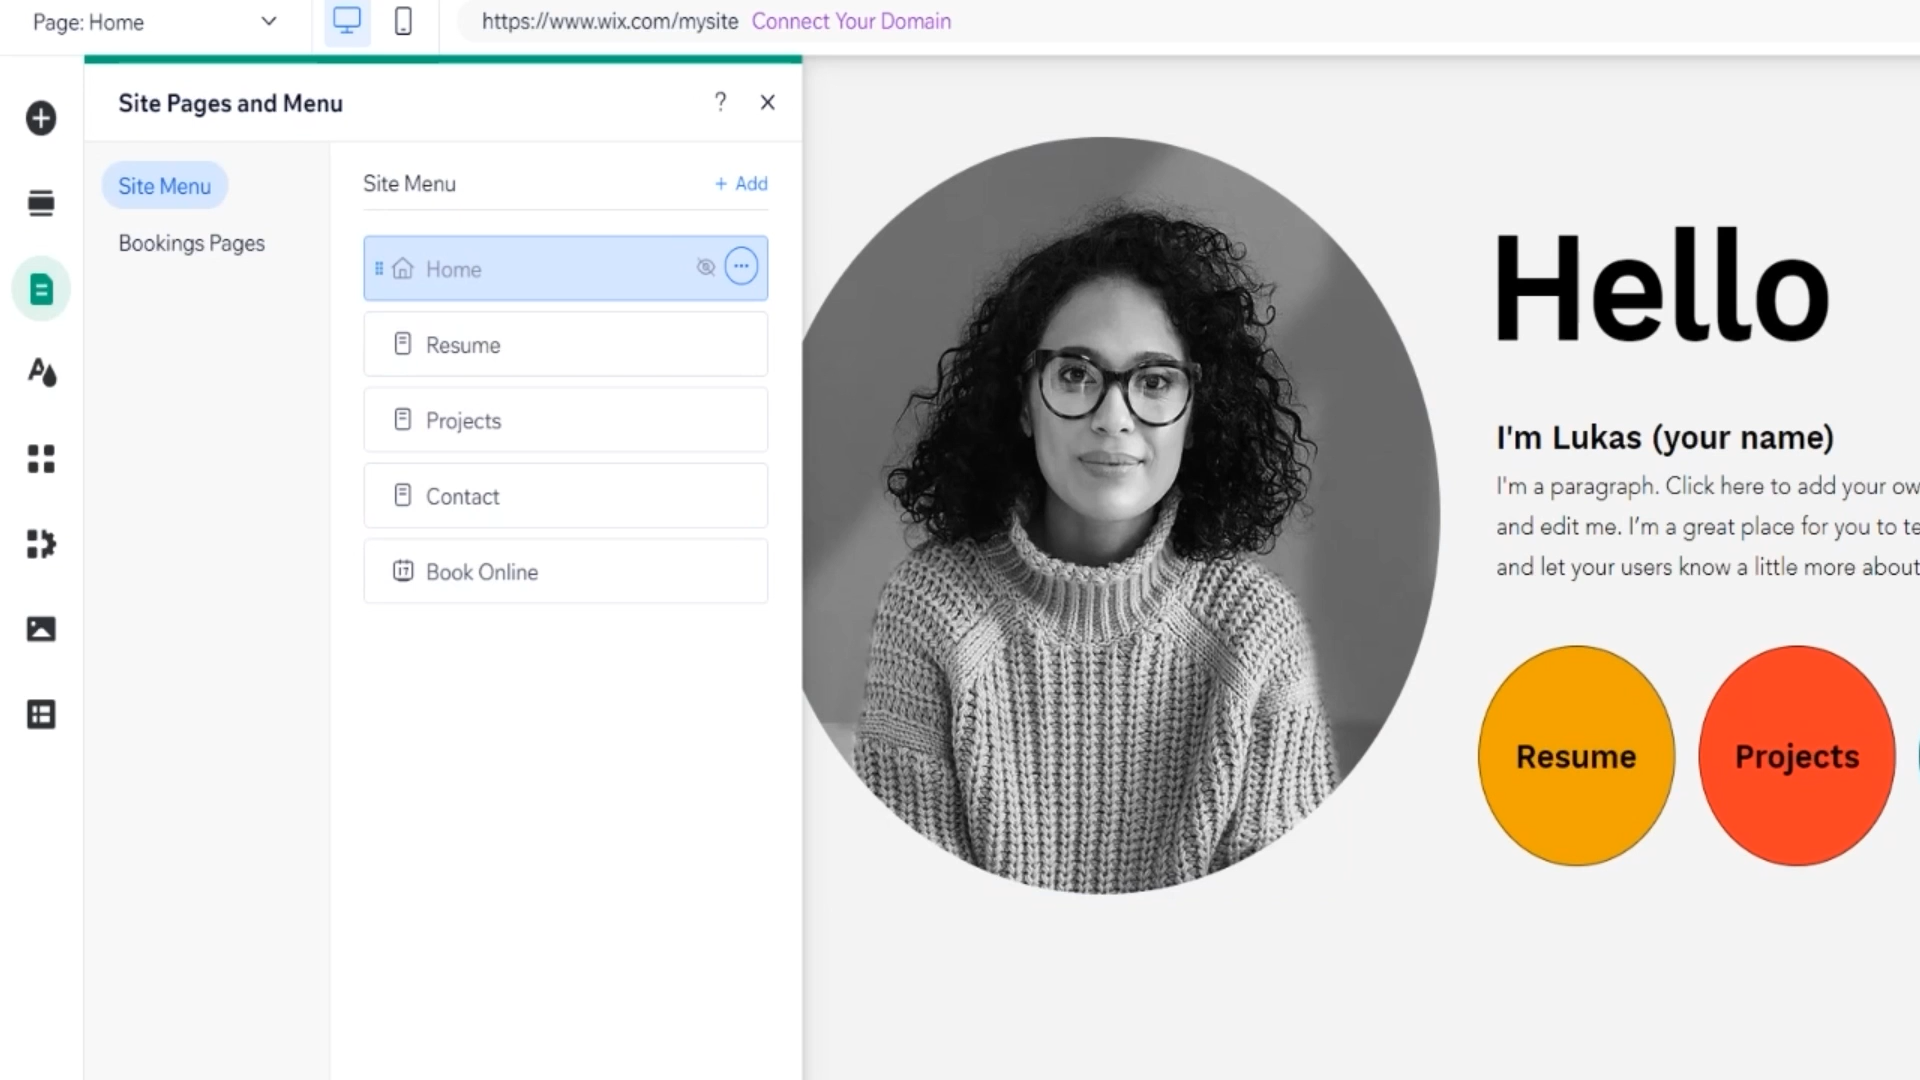 Page: Home
https://www.wix.com/mysite Connect Your Domain
Site Pages and Menu
?
Site Menu
Bookings Pages
Site Menu
+ Add
Home
Resume
Projects
Contact
17 Book Online
Hello
I'm Lukas (your name)
I'm a paragraph. Click here to add your ow
and edit me. I'm a great place for you to te
and let your users know a little more about
Resume
Projects